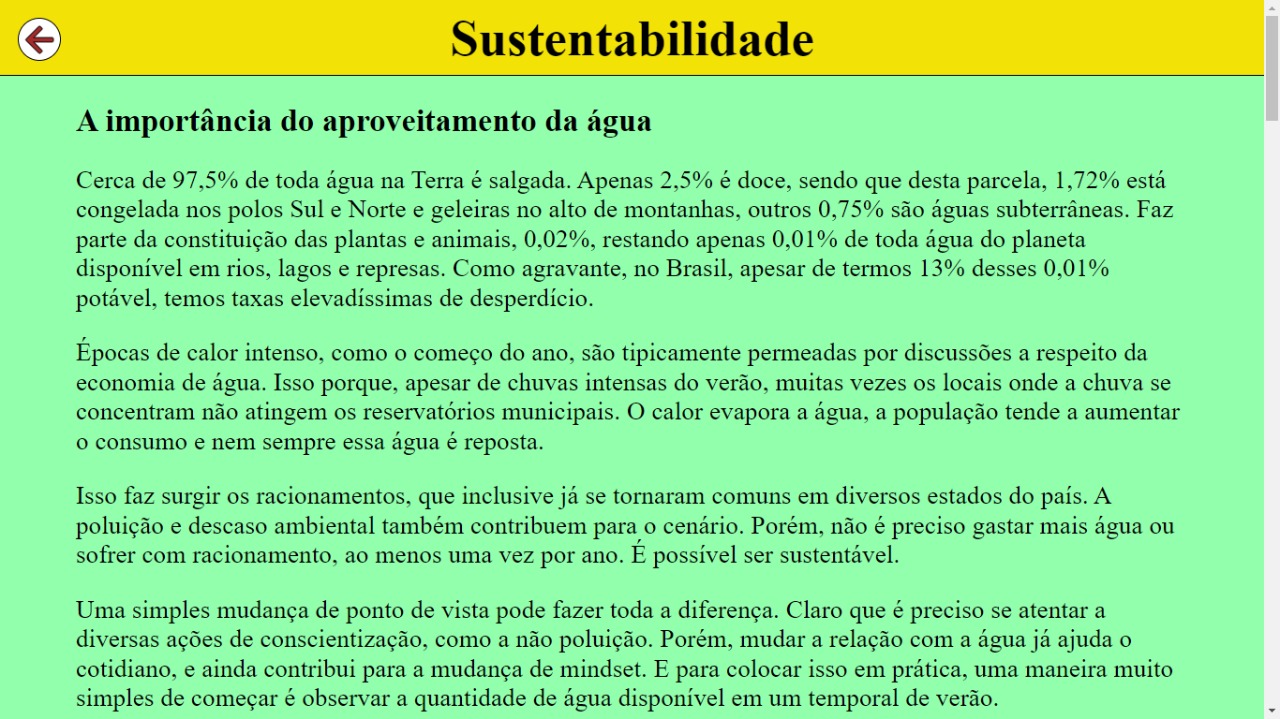 Sustentabilidade
A importância do aproveitamento da água
Cerca de 97,5% de toda água na Terra é salgada. Apenas 2,5% é doce, sendo que desta parcela, 1,72% está
congelada nos polos Sul e Norte e geleiras no alto de montanhas, outros 0,75% são águas subterrâneas. Faz
parte da constituição das plantas e animais, 0,02%, restando apenas 0,01% de toda água do planeta
disponível em rios, lagos e represas. Como agravante, no Brasil, apesar de termos 13% desses 0,01%
potável, temos taxas elevadíssimas de desperdício.
Épocas de calor intenso, como o começo do ano, são tipicamente permeadas por discussões a respeito da
economia de água. Isso porque, apesar de chuvas intensas do verão, muitas vezes os locais onde a chuva se
concentram não atingem os reservatórios municipais. O calor evapora a água, a população tende a aumentar
o consumo e nem sempre essa água é reposta.
Isso faz surgir os racionamentos, que inclusive já se tornaram comuns em diversos estados do país. A
poluição e descaso ambiental também contribuem para o cenário. Porém, não é preciso gastar mais água ou
sofrer com racionamento, ao menos uma vez por ano. É possível ser sustentável.
Uma simples mudança de ponto de vista pode fazer toda a diferença. Claro que é preciso se atentar a
diversas ações de conscientização, como a não poluição. Porém, mudar a relação com a água já ajuda o
cotidiano, e ainda contribui para a mudança de mindset. E para colocar isso em prática, uma maneira muito
simples de começar é observar a quantidade de água disponível em um temporal de verão.